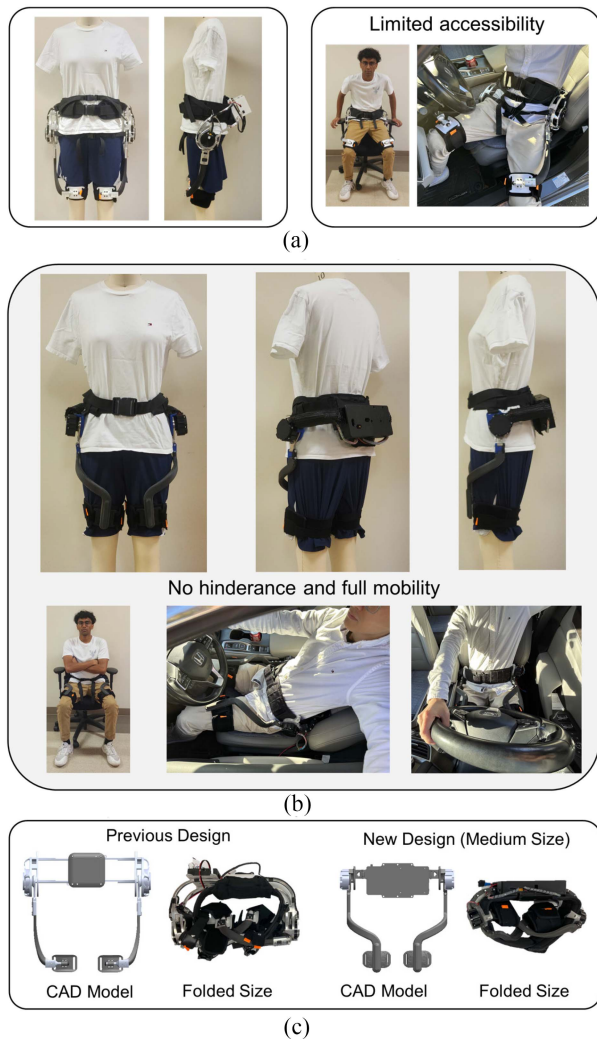 Limited accessibility
(a)
No hinderance and full mobility
(b)
Previous Design
New Design (Medium Size)
CAD Model
Folded Size
CAD Model
Folded Size
(c)